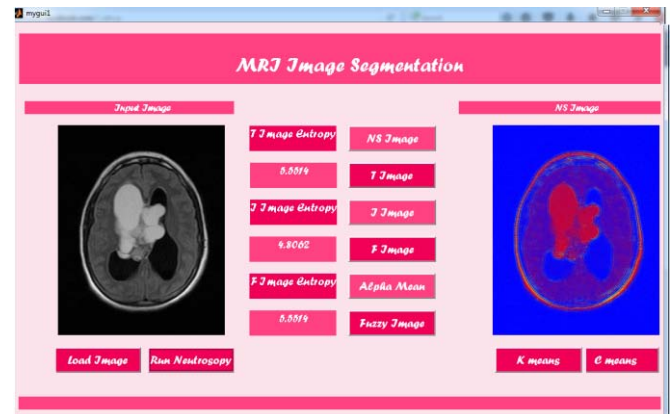 mygui1
MRI Image Segmentation
Input Image
NS Image
T Image Entropy
NS Image
5.5514
T Image
I Image Entropy
I Image
4.8062
F Image
F Image Entropy
Alpha Mean
5.5514
Fuzzy Image
Load Image
Run Neutrosopy
K means
C means